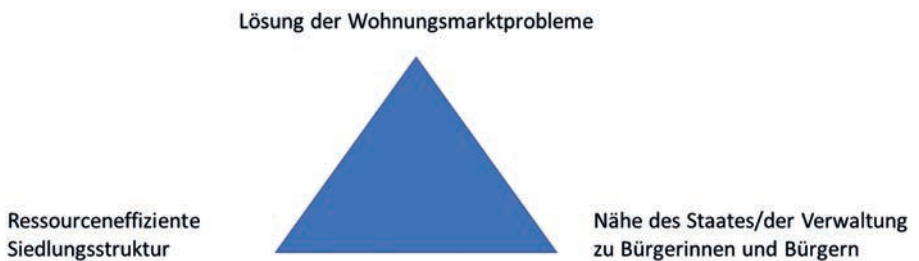 Lösung der Wohnungsmarktprobleme
Ressourceneffiziente
Siedlungsstruktur
Nähe des Staates/der Verwaltung
zu Bürgerinnen und Bürgern